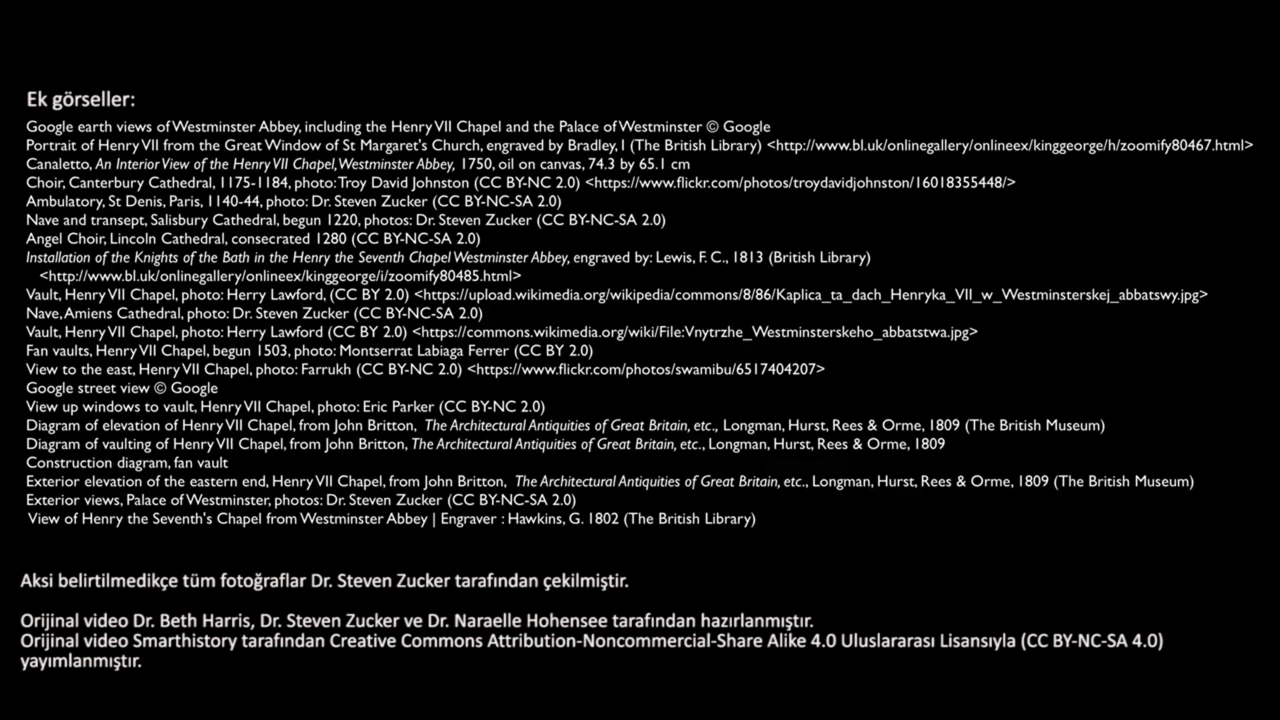 Ek görseller:
Google earth views of Westminster Abbey, including the Henry VII Chapel and the Palace of Westminster © Google
Portrait of Henry VII from the Great Window of St Margaret's Church, engraved by Bradley, I (The British Library) <http://www.bl.uk/onlinegallery/onlineex/kinggeorge/h/zoomify80467.html>
Canaletto, An Interior View of the Henry VII Chapel, Westminster Abbey, 1750, oil on canvas, 74.3 by 65.1 cm
Choir, Canterbury Cathedral, 1175-1184, photo: Troy David Johnston (CC BY-NC 2.0) <https://www.flickr.com/photos/troydavidjohnston/16018355448/>
Ambulatory, St Denis, Paris, 1140-44, photo: Dr. Steven Zucker (CC BY-NC-SA 2.0)
Nave and transept, Salisbury Cathedral, begun 1220, photos: Dr. Steven Zucker (CC BY-NC-SA 2.0)
Angel Choir, Lincoln Cathedral, consecrated 1280 (CC BY-NC-SA 2.0)
Installation of the Knights of the Bath in the Henry the Seventh Chapel Westminster Abbey, engraved by: Lewis, F. C., 1813 (British Library)
<http://www.bl.uk/onlinegallery/onlineex/kinggeorge/i/zoomify80485.html>
Vault, Henry VII Chapel, photo: Herry Lawford, (CC BY 2.0) <https://upload.wikimedia.org/wikipedia/commons/8/86/Kaplica_ta_dach_Henryka_VII_w_Westminsterskej_abbatswy.jpg>
Nave, Amiens Cathedral, photo: Dr. Steven Zucker (CC BY-NC-SA 2.0)
Vault, Henry VII Chapel, photo: Herry Lawford (CC BY 2.0) <https://commons.wikimedia.org/wiki/File:Vnytrzhe_Westminsterskeho_abbatstwa.jpg>
Fan vaults, Henry VII Chapel, begun 1503, photo: Montserrat Labiaga Ferrer (CC BY 2.0)
View to the east, Henry VII Chapel, photo: Farrukh (CC BY-NC 2.0) <https://www.flickr.com/photos/swamibu/6517404207>
Google street view © Google
View up windows to vault, Henry VII Chapel, photo: Eric Parker (CC BY-NC 2.0)
Diagram of elevation of Henry VII Chapel, from John Britton, The Architectural Antiquities of Great Britain, etc., Longman, Hurst, Rees & Orme, 1809 (The British Museum)
Diagram of vaulting of Henry VII Chapel, from John Britton, The Architectural Antiquities of Great Britain, etc., Longman, Hurst, Rees & Orme, 1809
Construction diagram, fan vault
Exterior elevation of the eastern end, Henry VII Chapel, from John Britton, The Architectural Antiquities of Great Britain, etc., Longman, Hurst, Rees & Orme, 1809 (The British Museum)
Exterior views, Palace of Westminster, photos: Dr. Steven Zucker (CC BY-NC-SA 2.0)
View of Henry the Seventh's Chapel from Westminster Abbey | Engraver : Hawkins, G. 1802 (The British Library)
Aksi belirtilmedikçe tüm fotoğraflar Dr. Steven Zucker tarafından çekilmiştir.
Orijinal video Dr. Beth Harris, Dr. Steven Zucker ve Dr. Naraelle Hohensee tarafından hazırlanmıştır.
Orijinal video Smarthistory tarafından Creative Commons Attribution-Noncommercial-Share Alike 4.0 Uluslararası Lisansıyla (CC BY-NC-SA 4.0)
yayımlanmıştır.